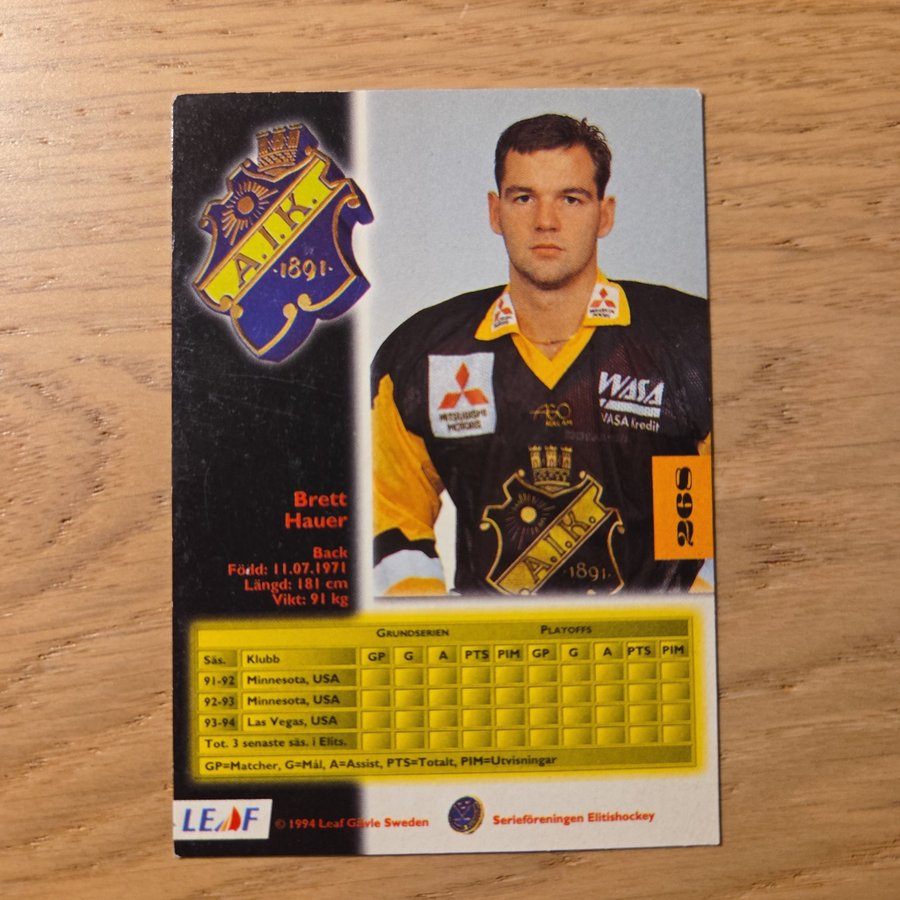 A.I.K.
·1891·
MITSUBISHI
MOTORS
AGO
REKLAM
WASA
WASA Kredit
A.I.K.
·1891·
268
Brett
Hauer
Back
Född: 11.07.1971
Längd: 181 cm
Vikt: 91 kg
GRUNDSERIEN PLAYOFFS
Säs. Klubb GP G A PTS PIM GP G A PTS PIM
91-92 Minnesota, USA
92-93 Minnesota, USA
93-94 Las Vegas, USA
Tot. 3 senaste säs. i Elits.
GP=Matcher, G=Mål, A=Assist, PTS=Totalt, PIM=Utvisningar
LEAF © 1994 Leaf Gävle Sweden Serieföreningen Elitishockey